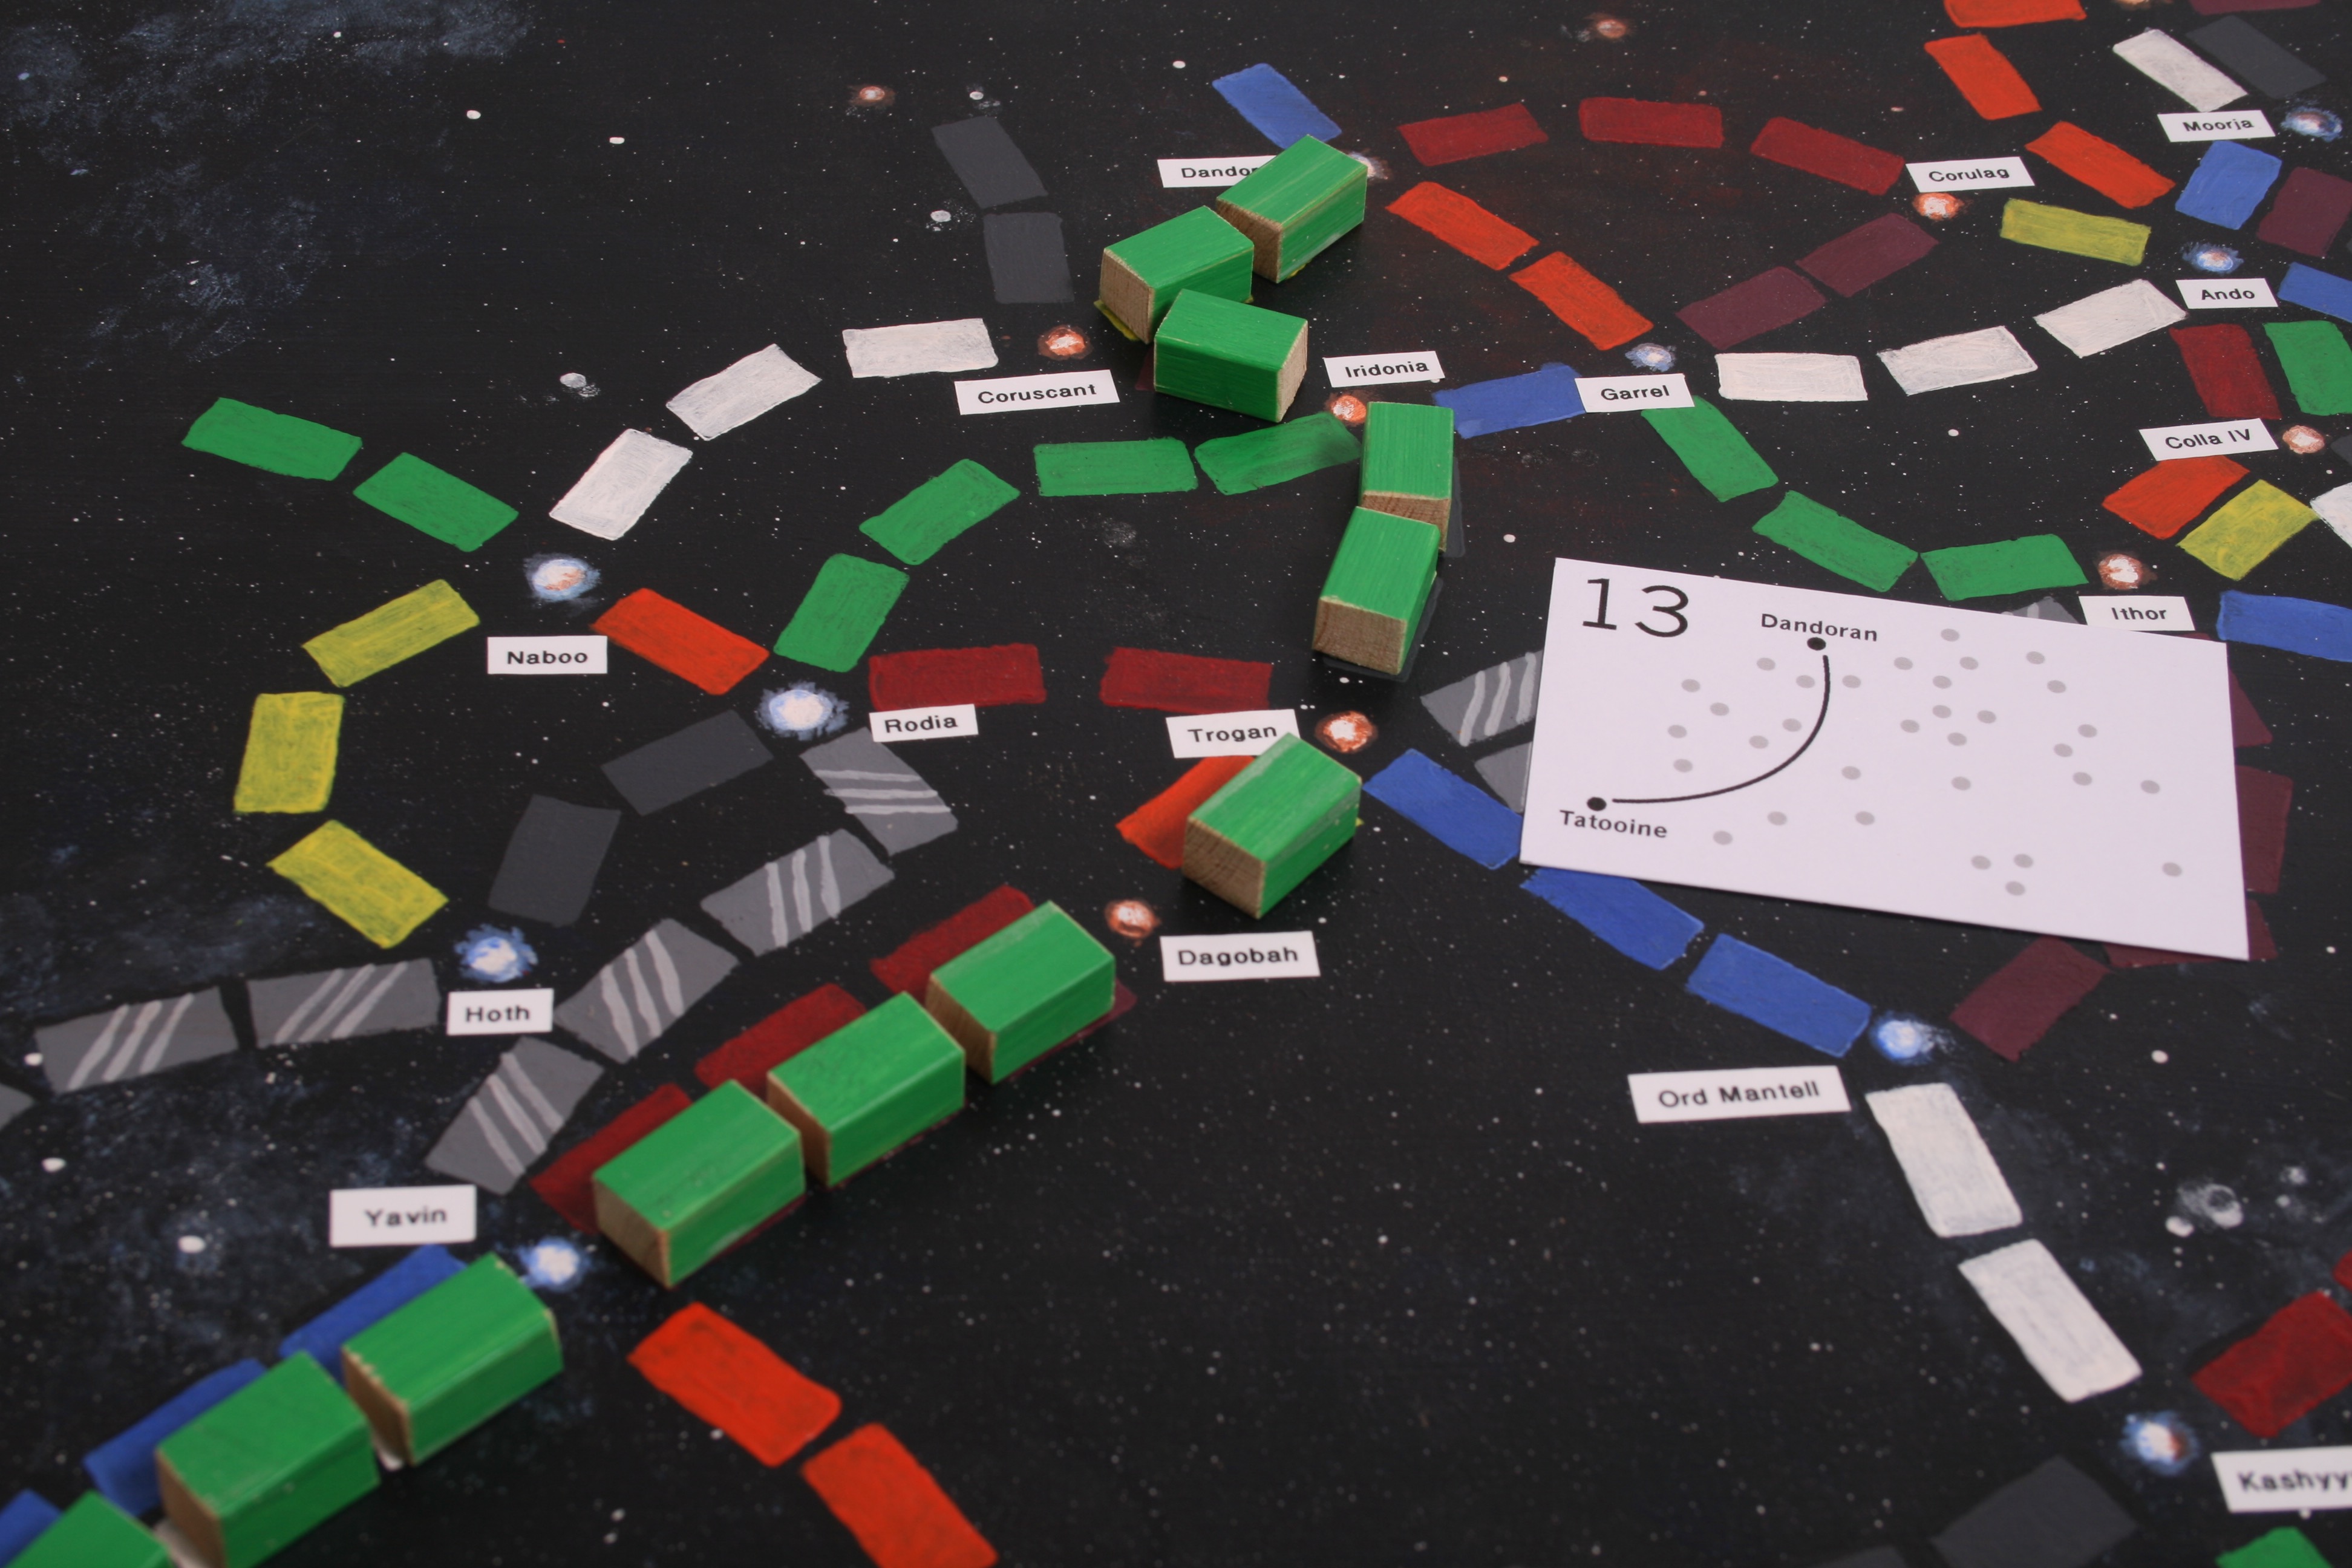 Moorja
Dandor
Corulag
Ando
Iridonia
Coruscant
Garrel
Colla IV
Ithor
13
Dandoran
Tatooine
Naboo
Rodia
Trogan
Dagobah
Hoth
Ord Mantell
Yavin
Kashyy